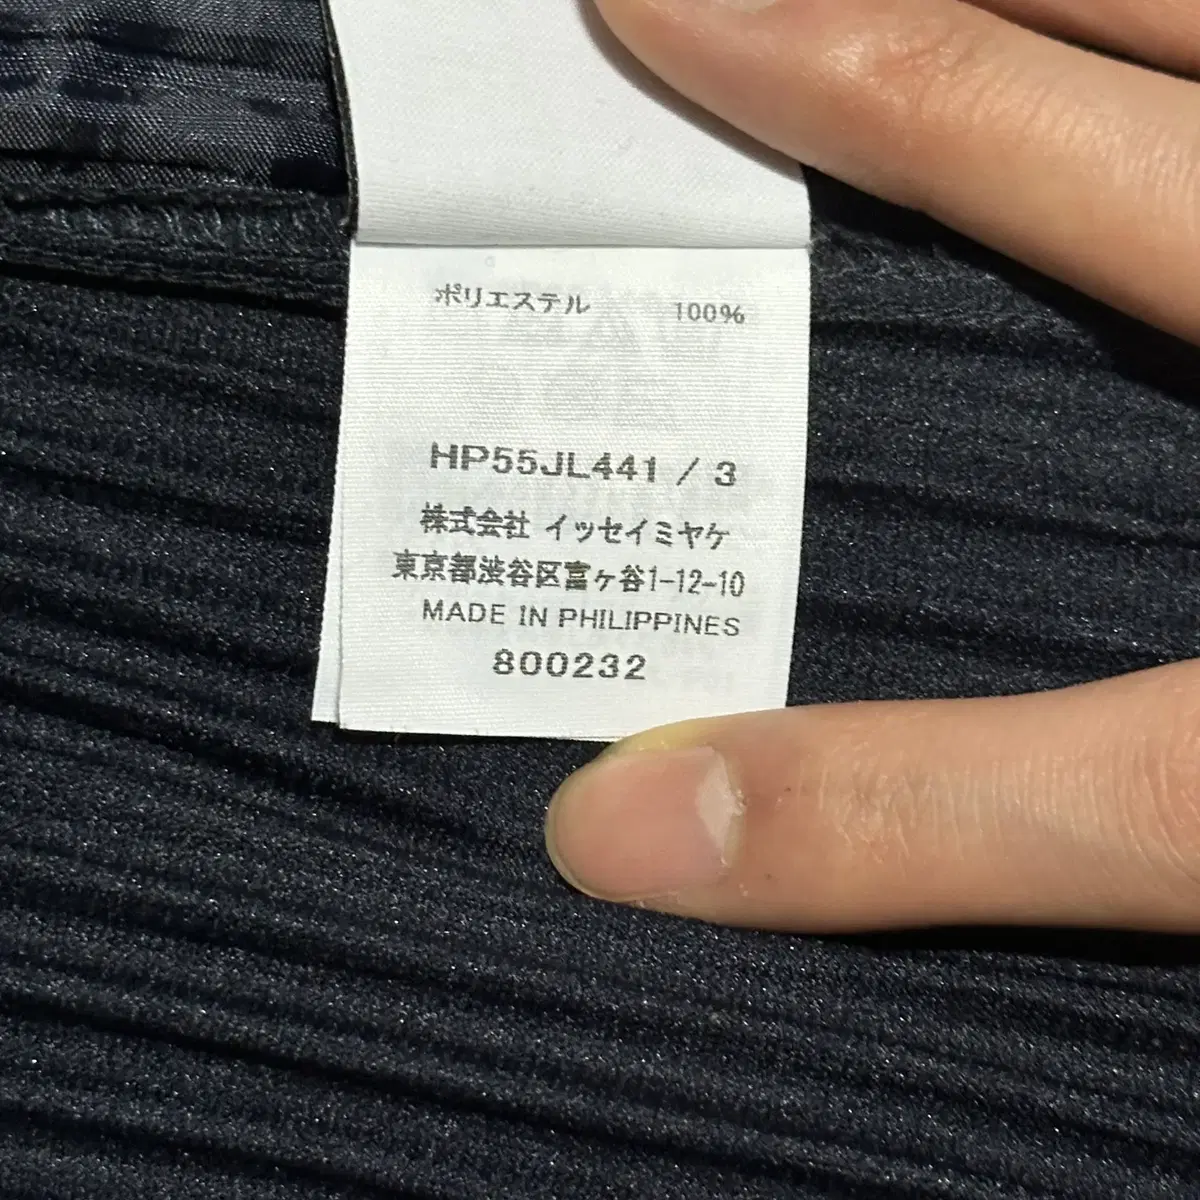 ポリエステル 100%
HP55JL441 / 3
株式会社 イッセイミヤケ
東京都渋谷区富ヶ谷1-12-10
MADE IN PHILIPPINES
800232